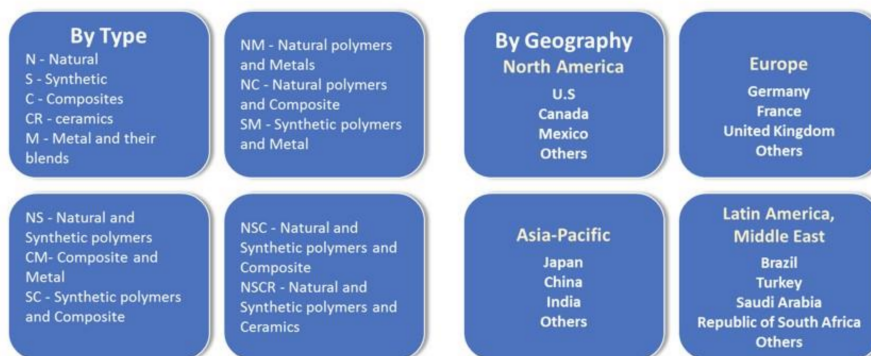 By Type
N - Natural
S - Synthetic
C - Composites
CR - ceramics
M - Metal and their
blends
NM - Natural polymers
and Metals
NC - Natural polymers
and Composite
SM - Synthetic polymers
and Metal
NS - Natural and
Synthetic polymers
CM- Composite and
Metal
SC - Synthetic polymers
and Composite
NSC - Natural and
Synthetic polymers and
Composite
NSCR - Natural and
Synthetic polymers and
Ceramics
By Geography
North America
U.S
Canada
Mexico
Others
Europe
Germany
France
United Kingdom
Others
Asia-Pacific
Japan
China
India
Others
Latin America,
Middle East
Brazil
Turkey
Saudi Arabia
Republic of South Africa
Others